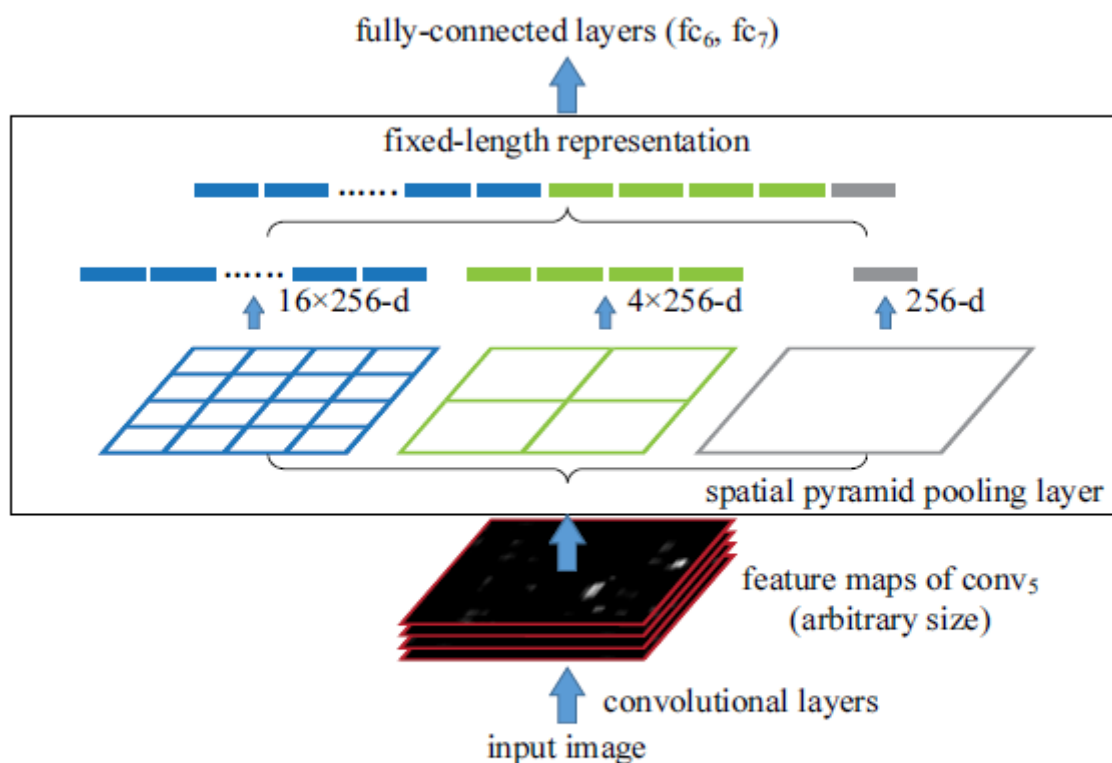 fully-connected layers (fc₆, fc₇)
fixed-length representation
......
......
16×256-d
4×256-d
256-d
spatial pyramid pooling layer
feature maps of conv₅
(arbitrary size)
convolutional layers
input image